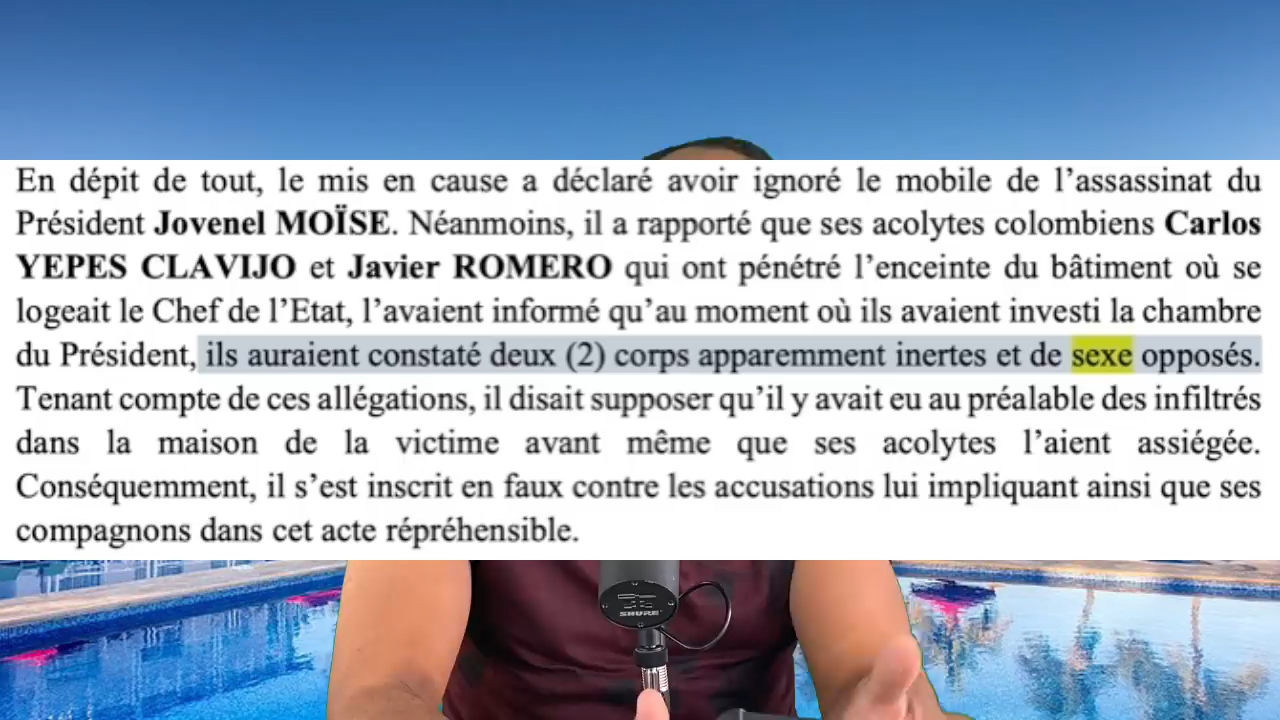 En dépit de tout, le mis en cause a déclaré avoir ignoré le mobile de l’assassinat du
Président Jovenel MOÏSE. Néanmoins, il a rapporté que ses acolytes colombiens Carlos
YEPES CLAVIJO et Javier ROMERO qui ont pénétré l’enceinte du bâtiment où se
logeait le Chef de l’Etat, l’avaient informé qu’au moment où ils avaient investi la chambre
du Président, ils auraient constaté deux (2) corps apparemment inertes et de sexe opposés.
Tenant compte de ces allégations, il disait supposer qu’il y avait eu au préalable des infiltrés
dans la maison de la victime avant même que ses acolytes l’aient assiégée.
Conséquemment, il s’est inscrit en faux contre les accusations lui impliquant ainsi que ses
compagnons dans cet acte répréhensible.
SHURE